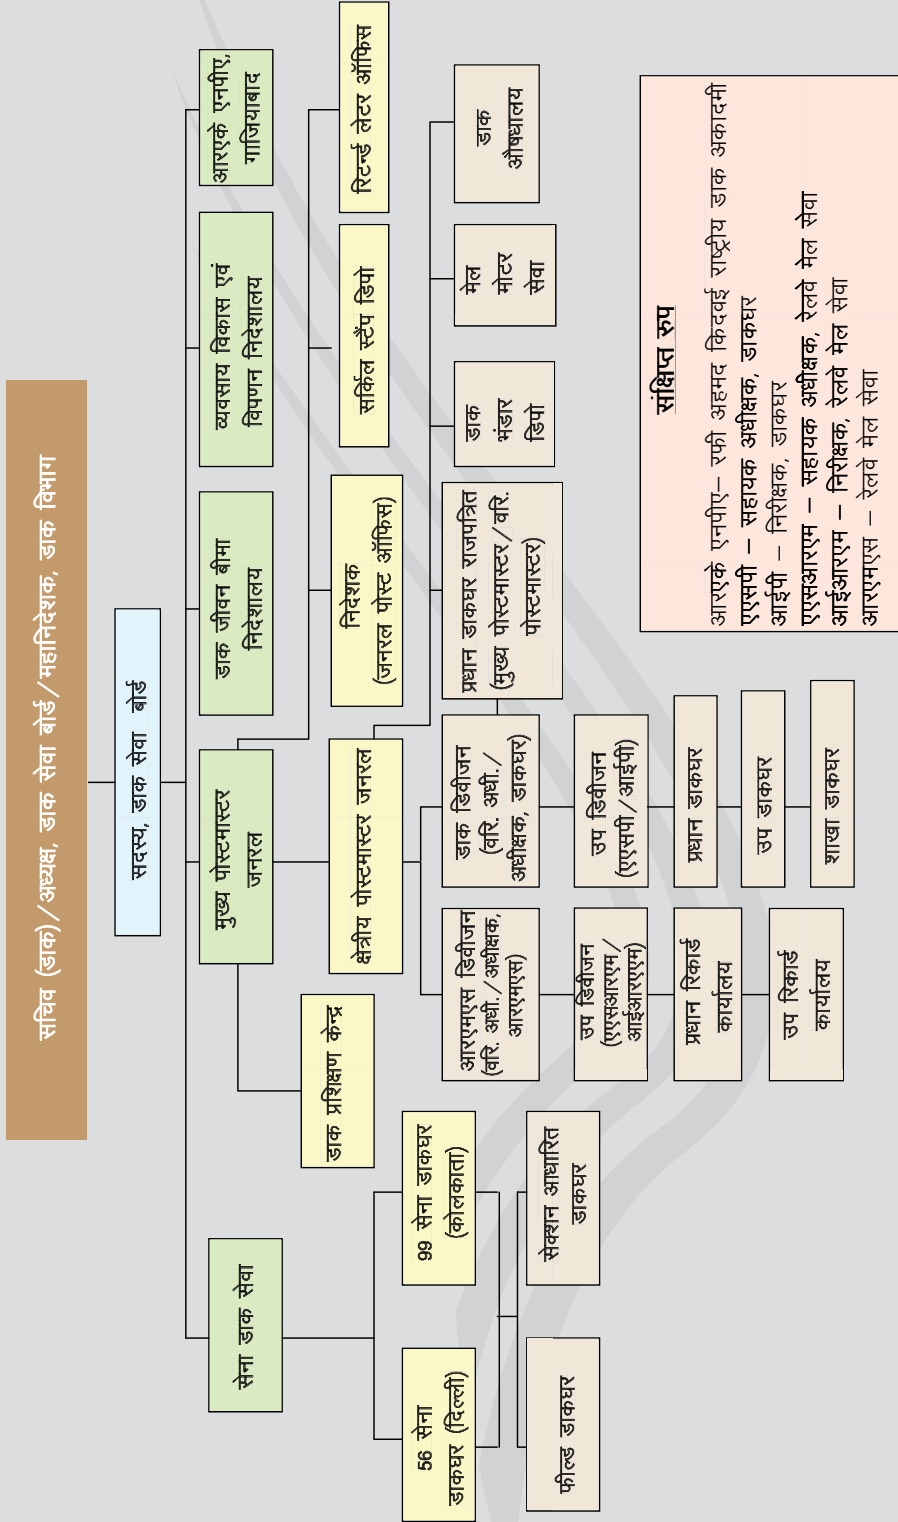 सचिव (डाक)/अध्यक्ष, डाक सेवा बोर्ड/महानिदेशक, डाक विभाग
सदस्य, डाक सेवा बोर्ड
सेना डाक सेवा
मुख्य पोस्टमास्टर
जनरल
डाक जीवन बीमा
निदेशालय
व्यवसाय विकास एवं
विपणन निदेशालय
आरएके एनपीए,
गाजियाबाद
डाक प्रशिक्षण केन्द्र
क्षेत्रीय पोस्टमास्टर जनरल
निदेशक
(जनरल पोस्ट ऑफिस)
सर्किल स्टैंप डिपो
रिटर्न्ड लेटर ऑफिस
56 सेना
डाकघर (दिल्ली)
99 सेना डाकघर
(कोलकाता)
आरएमएस डिवीजन
(वरि. अधी./अधीक्षक,
आरएमएस)
डाक डिवीजन
(वरि. अधी./
अधीक्षक, डाकघर)
प्रधान डाकघर राजपत्रित
(मुख्य पोस्टमास्टर/वरि.
पोस्टमास्टर)
डाक
भंडार
डिपो
मेल
मोटर
सेवा
डाक
औषधालय
फील्ड डाकघर
सेक्शन आधारित
डाकघर
उप डिवीजन
(एएसआरएम/
आईआरएएम)
उप डिवीजन
(एएसपी/आईपी)
प्रधान रिकार्ड
कार्यालय
प्रधान डाकघर
उप रिकार्ड
कार्यालय
उप डाकघर
शाखा डाकघर
संक्षिप्त रुप
आरएके एनपीए– रफी अहमद किदवई राष्ट्रीय डाक अकादमी
एएसपी – सहायक अधीक्षक, डाकघर
आईपी – निरीक्षक, डाकघर
एएसआरएम – सहायक अधीक्षक, रेलवे मेल सेवा
आईआरएम – निरीक्षक, रेलवे मेल सेवा
आरएमएस – रेलवे मेल सेवा